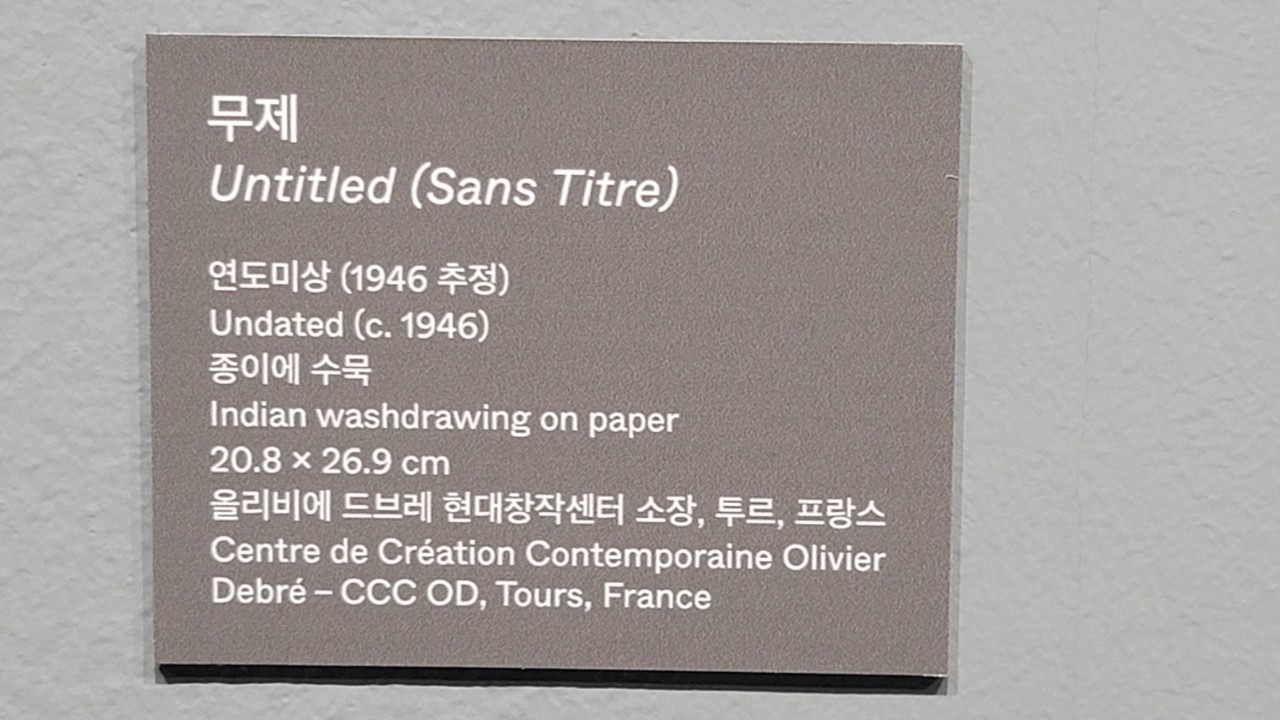 무제
Untitled (Sans Titre)
연도미상 (1946 추정)
Undated (c. 1946)
종이에 수묵
Indian washdrawing on paper
20.8 × 26.9 cm
올리비에 드브레 현대창작센터 소장, 투르, 프랑스
Centre de Création Contemporaine Olivier
Debré – CCC OD, Tours, France